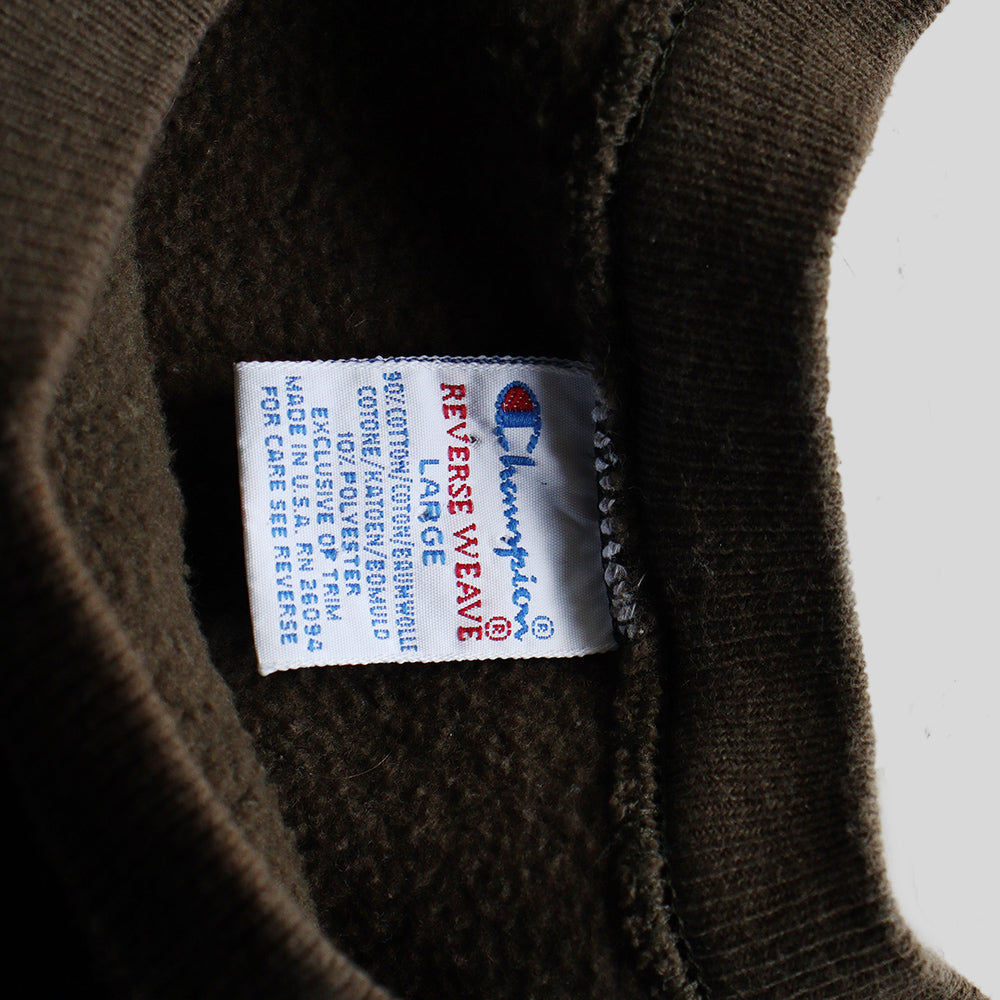 Champion®
REVERSE WEAVE®
LARGE
90% COTTON/COTON/BUMWOLLE
COTONE/KATOEN/BOMULD
10% POLYESTER
EXCLUSIVE OF TRIM
MADE IN U.S.A. RN 26094
FOR CARE SEE REVERSE